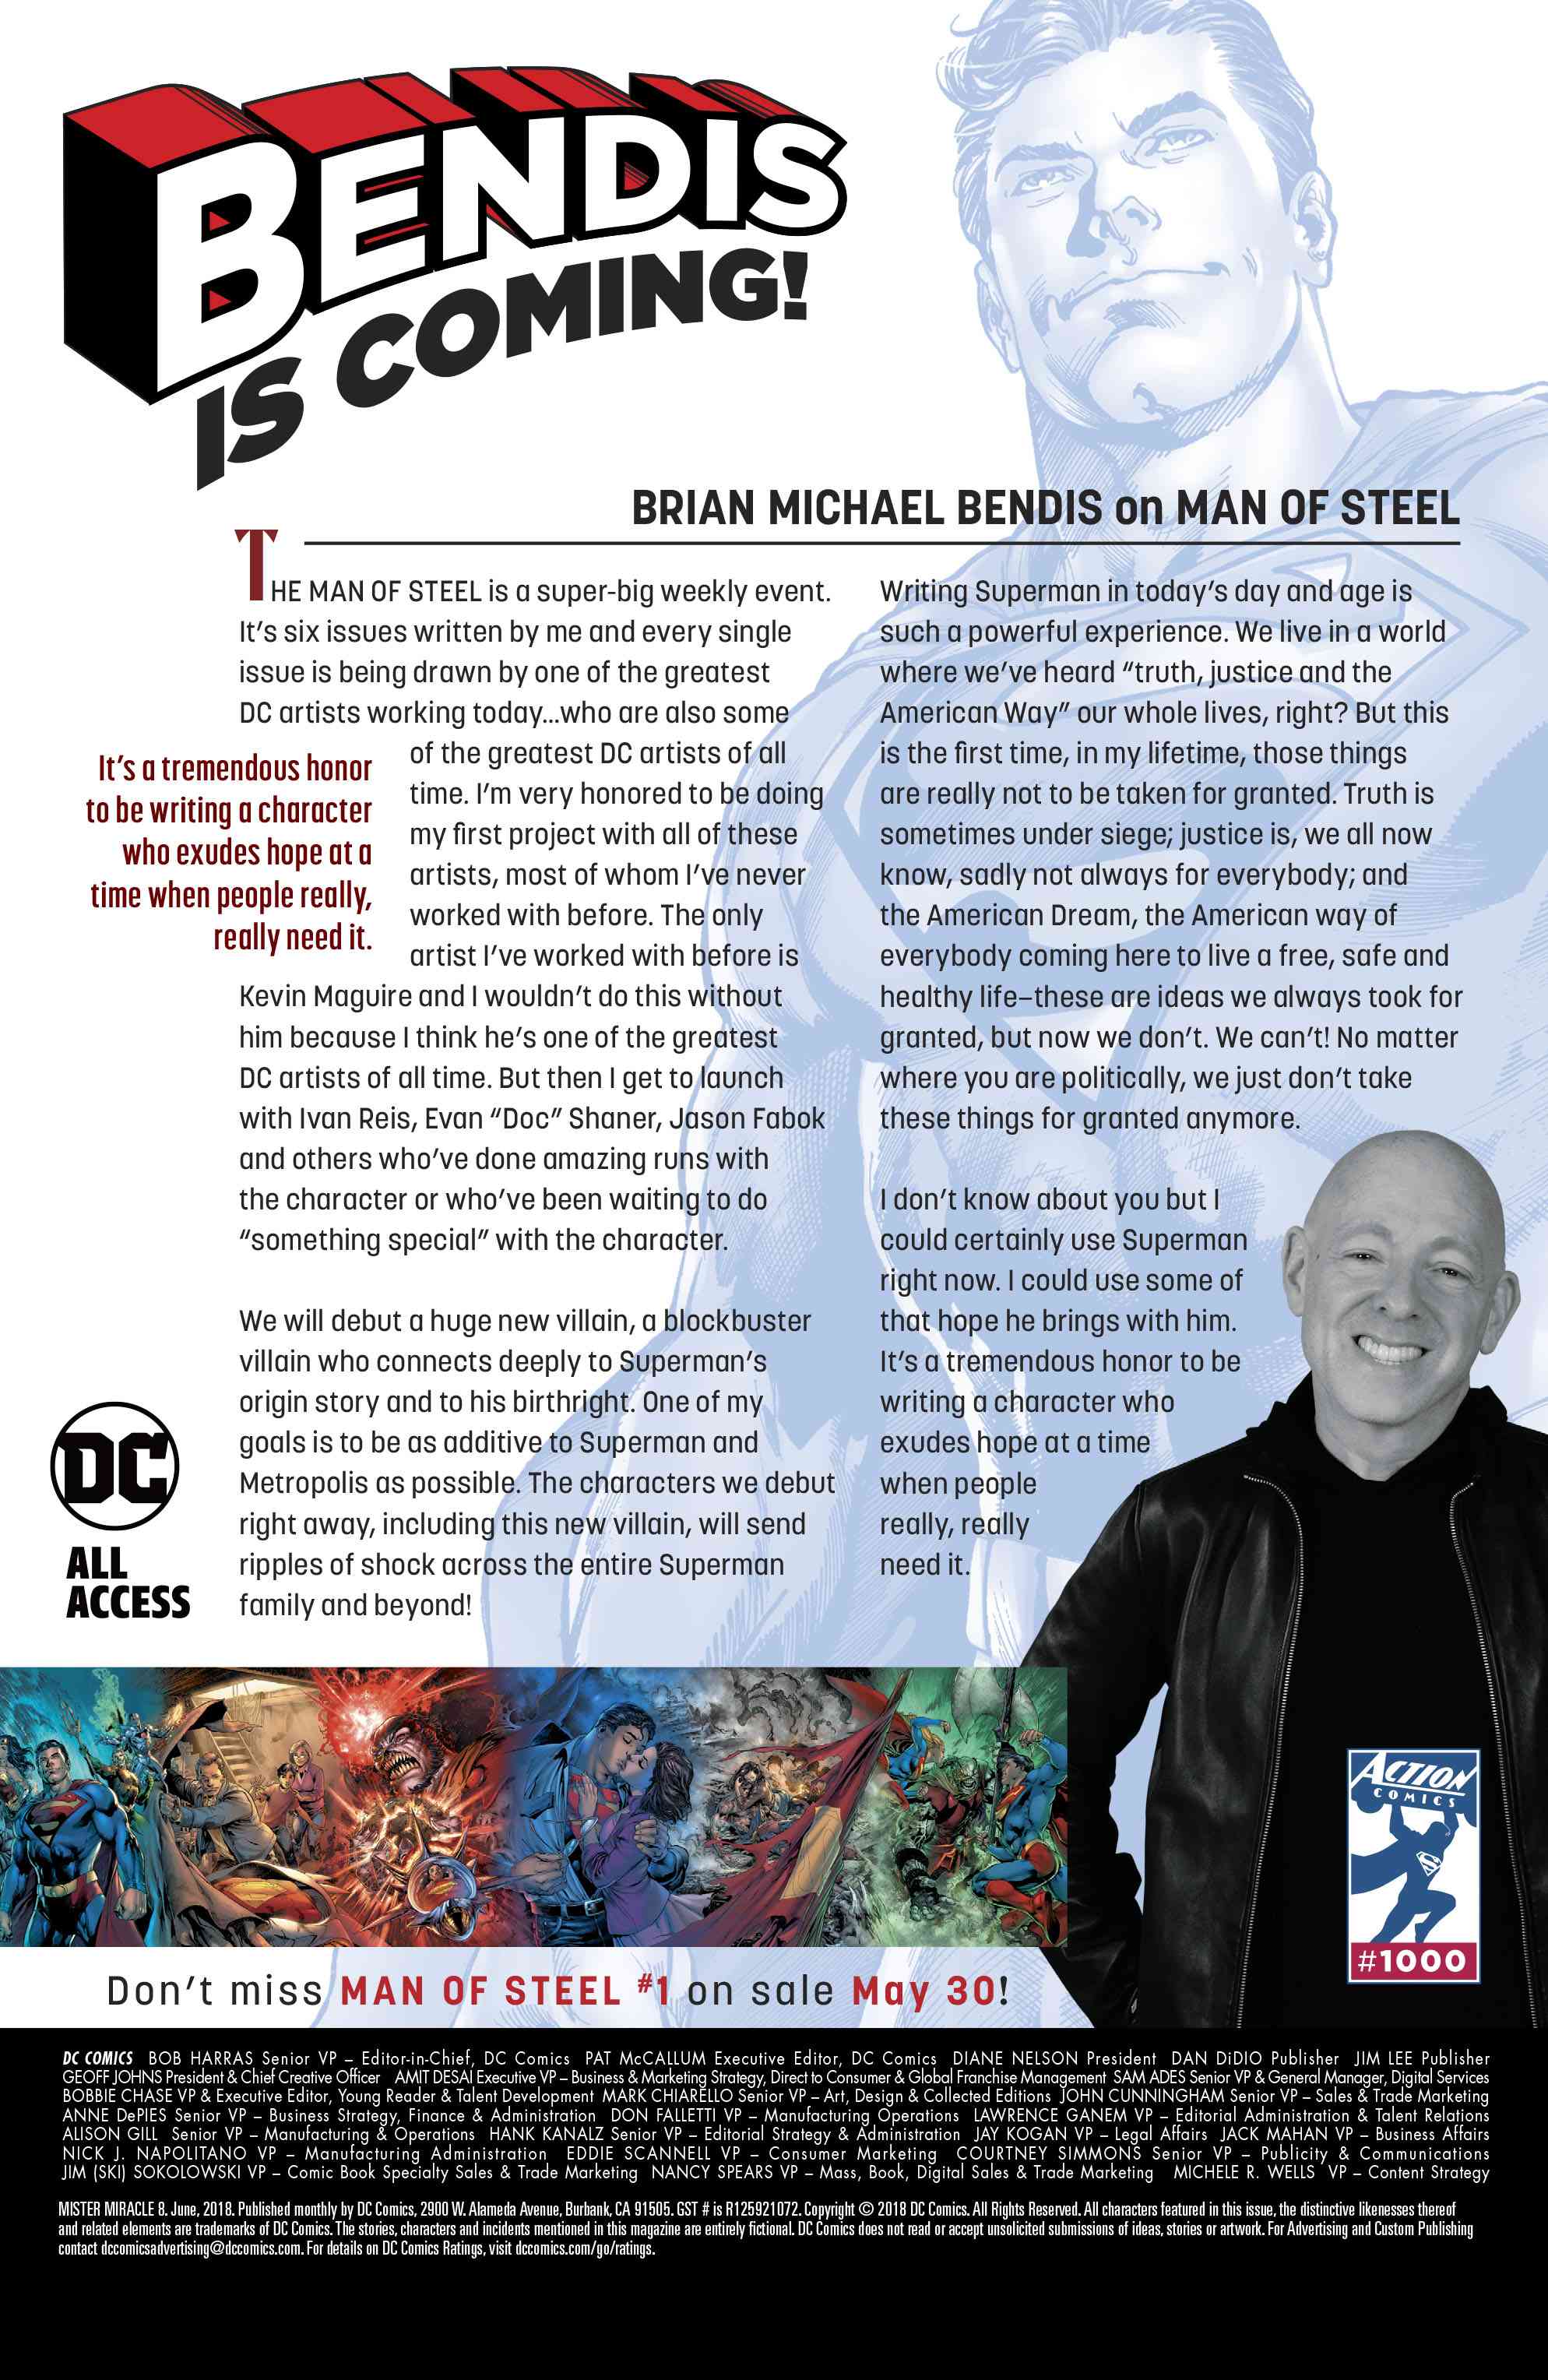 BENDIS
IS COMING!
BRIAN MICHAEL BENDIS on MAN OF STEEL
THE MAN OF STEEL is a super-big weekly event.
It's six issues written by me and every single
issue is being drawn by one of the greatest
DC artists working today...who are also some
of the greatest DC artists of all
time. I'm very honored to be doing
my first project with all of these
artists, most of whom I've never
worked with before. The only
artist I've worked with before is
Kevin Maguire and I wouldn't do this without
him because I think he's one of the greatest
DC artists of all time. But then I get to launch
with Ivan Reis, Evan “Doc” Shaner, Jason Fabok
and others who've done amazing runs with
the character or who've been waiting to do
“something special” with the character.
We will debut a huge new villain, a blockbuster
villain who connects deeply to Superman's
origin story and to his birthright. One of my
goals is to be as additive to Superman and
Metropolis as possible. The characters we debut
right away, including this new villain, will send
ripples of shock across the entire Superman
family and beyond!
It's a tremendous honor
to be writing a character
who exudes hope at a
time when people really,
really need it.
Writing Superman in today's day and age is
such a powerful experience. We live in a world
where we've heard “truth, justice and the
American Way” our whole lives, right? But this
is the first time, in my lifetime, those things
are really not to be taken for granted. Truth is
sometimes under siege; justice is, we all now
know, sadly not always for everybody; and
the American Dream, the American way of
everybody coming here to live a free, safe and
healthy life–these are ideas we always took for
granted, but now we don't. We can't! No matter
where you are politically, we just don't take
these things for granted anymore.
I don't know about you but I
could certainly use Superman
right now. I could use some of
that hope he brings with him.
It's a tremendous honor to be
writing a character who
exudes hope at a time
when people
really, really
need it.
DC
ALL
ACCESS
ACTION
COMICS
#1000
Don't miss MAN OF STEEL #1 on sale May 30!
DC COMICS BOB HARRAS Senior VP – Editor-in-Chief, DC Comics PAT McCALLUM Executive Editor, DC Comics DIANE NELSON President DAN DiDIO Publisher JIM LEE Publisher
GEOFF JOHNS President & Chief Creative Officer AMIT DESAI Executive VP – Business & Marketing Strategy, Direct to Consumer & Global Franchise Management SAM ADES Senior VP & General Manager, Digital Services
BOBBIE CHASE VP & Executive Editor, Young Reader & Talent Development MARK CHIARELLO Senior VP – Art, Design & Collected Editions JOHN CUNNINGHAM Senior VP – Sales & Trade Marketing
ANNE DePIES Senior VP – Business Strategy, Finance & Administration DON FALLETTI VP – Manufacturing Operations LAWRENCE GANEM VP – Editorial Administration & Talent Relations
ALISON GILL Senior VP – Manufacturing & Operations HANK KANALZ Senior VP – Editorial Strategy & Administration JAY KOGAN VP – Legal Affairs JACK MAHAN VP – Business Affairs
NICK J. NAPOLITANO VP – Manufacturing Administration EDDIE SCANNELL VP – Consumer Marketing COURTNEY SIMMONS Senior VP – Publicity & Communications
JIM (SKI) SOKOLOWSKI VP – Comic Book Specialty Sales & Trade Marketing NANCY SPEARS VP – Mass, Book, Digital Sales & Trade Marketing MICHELE R. WELLS VP – Content Strategy
MISTER MIRACLE 8. June, 2018. Published monthly by DC Comics, 2900 W. Alameda Avenue, Burbank, CA 91505. GST # is R125921072. Copyright © 2018 DC Comics. All Rights Reserved. All characters featured in this issue, the distinctive likenesses thereof
and related elements are trademarks of DC Comics. The stories, characters and incidents mentioned in this magazine are entirely fictional. DC Comics does not read or accept unsolicited submissions of ideas, stories or artwork. For Advertising and Custom Publishing
contact dccomicsadvertising@dccomics.com. For details on DC Comics Ratings, visit dccomics.com/go/ratings.